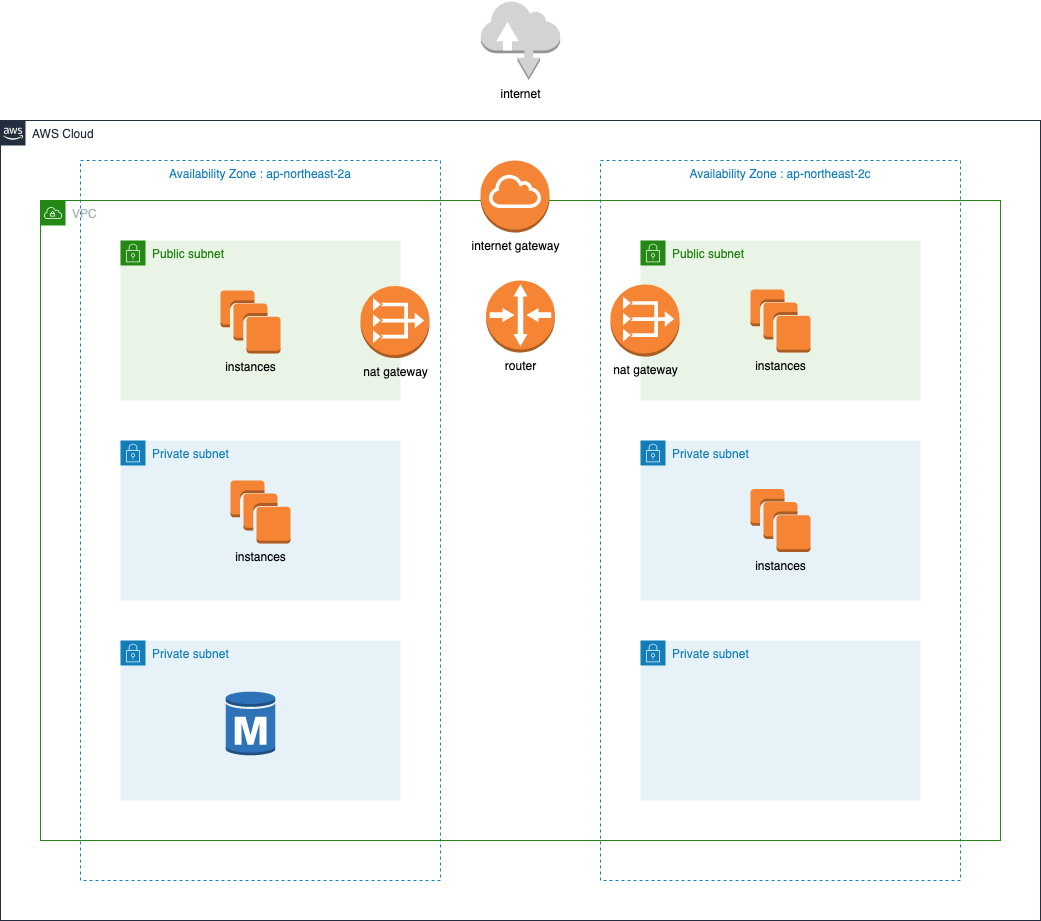 internet
aws
AWS Cloud
Availability Zone : ap-northeast-2a
Availability Zone : ap-northeast-2c
VPC
internet gateway
Public subnet
Public subnet
instances
nat gateway
router
nat gateway
instances
Private subnet
Private subnet
instances
instances
Private subnet
Private subnet
M